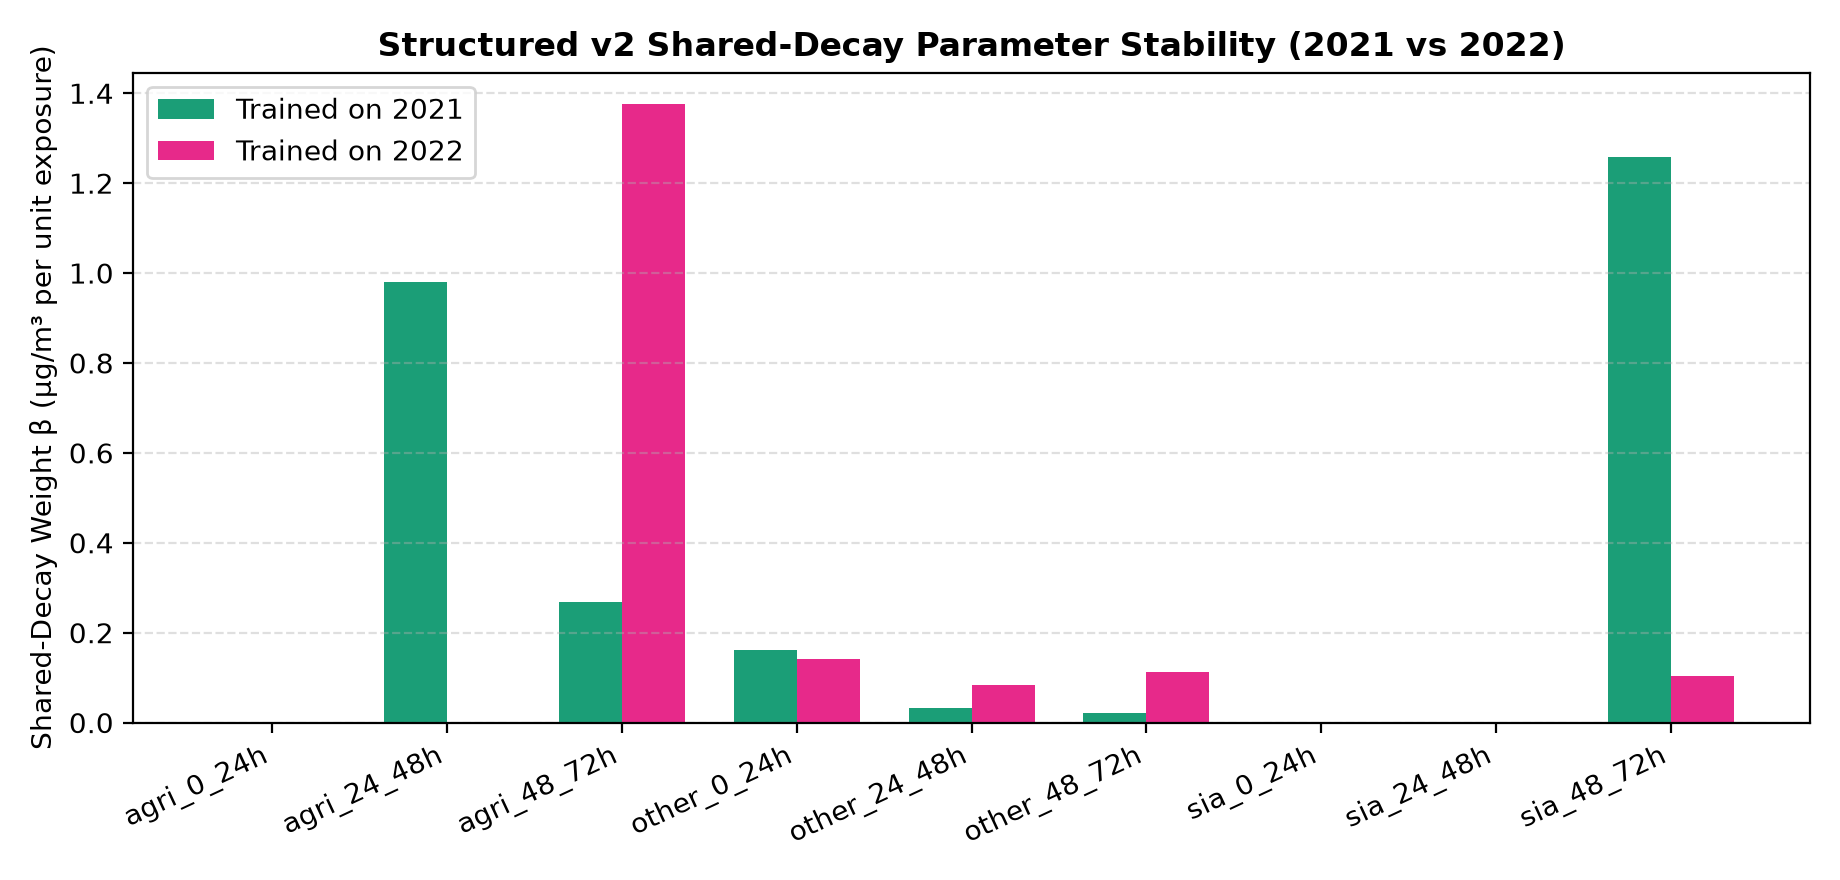 Structured v2 Shared-Decay Parameter Stability (2021 vs 2022)
Shared-Decay Weight β (µg/m³ per unit exposure)
1.4
1.2
1.0
0.8
0.6
0.4
0.2
0.0
Trained on 2021
Trained on 2022
agri_0_24h
agri_24_48h
agri_48_72h
other_0_24h
other_24_48h
other_48_72h
sia_0_24h
sia_24_48h
sia_48_72h